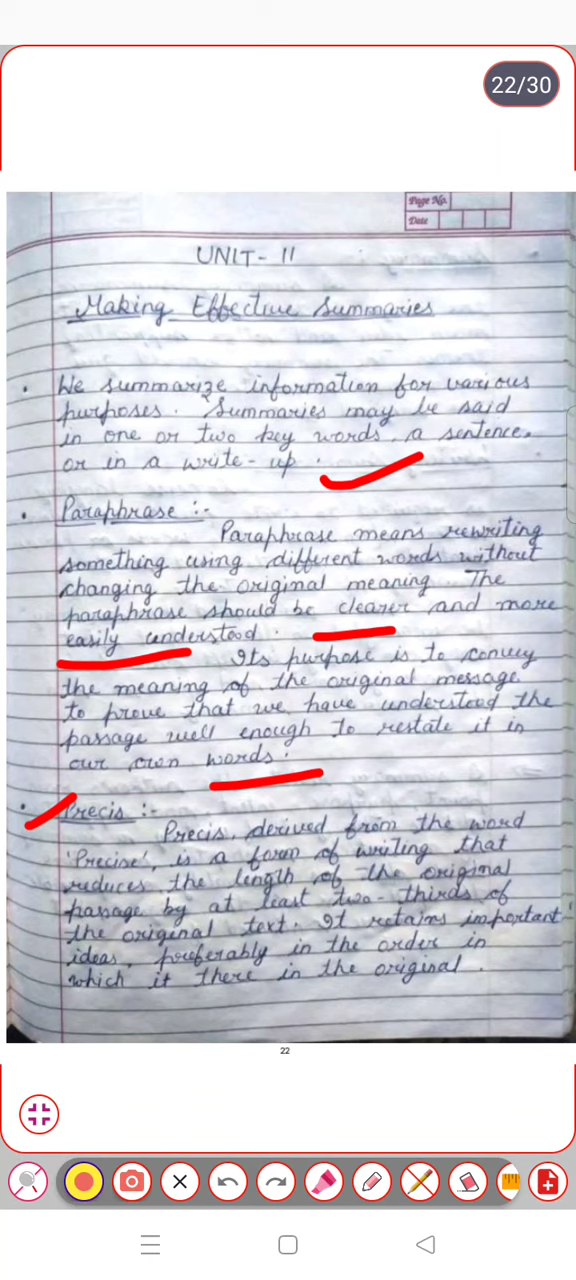 22/30
Page No.
Date
UNIT- 11
Making Effective Summaries
• We summarize information for various
purposes. Summaries may be said
in one or two key words, a sentence,
or in a write-up.
• Paraphrase :-
Paraphrase means rewriting
something using different words without
changing the original meaning The
paraphrase should be clearer and more
easily understood.
Its purpose is to convey
the meaning of the original message
to prove that we have understood the
passage well enough to restate it in
our own words.
• Precis :-
Precis, derived from the word
'Precise', is a form of writing that
reduces the length of the original
passage by at least two-thirds of
the original text. It retains important
ideas, preferably in the order in
which it there in the original.
22